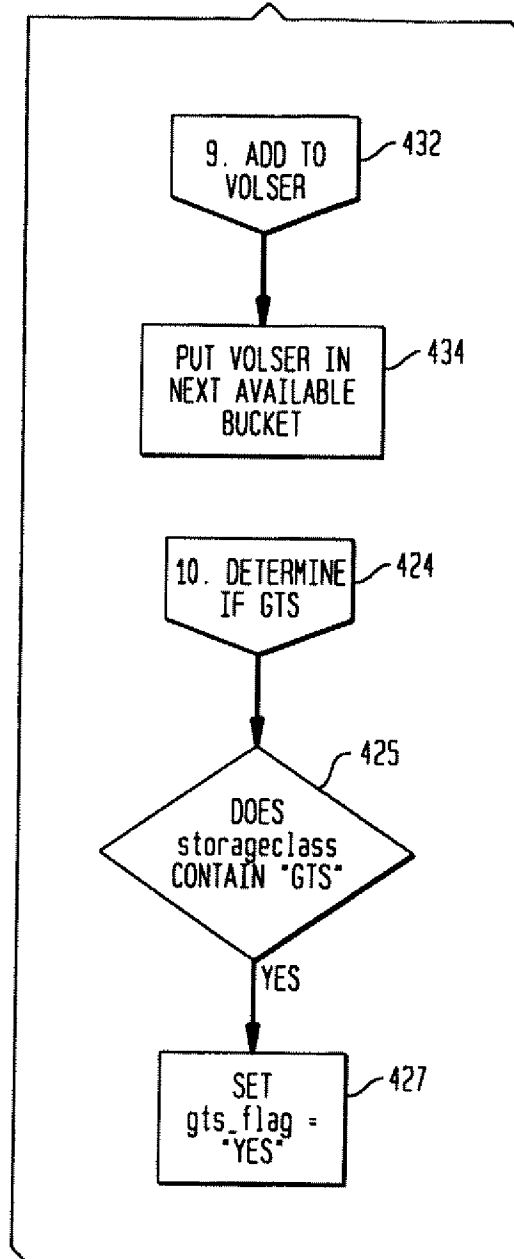 9. ADD TO
VOLSER
432
PUT VOLSER IN
NEXT AVAILABLE
BUCKET
434
10. DETERMINE
IF GTS
424
DOES
storageclass
CONTAIN "GTS"
425
YES
SET
gts_flag =
"YES"
427